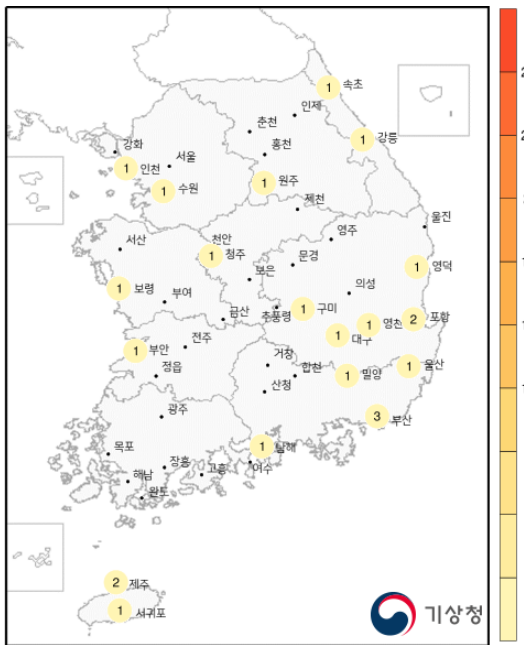 1 속초
인제
춘천
1 강릉
홍천
강화
서울
1 인천
1 수원
1 원주
제천
울진
영주
천안
서산
1 청주
문경
1 영덕
보은
1 보령
의성
부여
추풍령
1 구미
금산
2 포항
1 영천
1 대구
전주
1 부안
거창
1 울산
정읍
합천
1 밀양
산청
광주
3 부산
1 남해
목포
장흥
고흥
여수
해남
완도
2 제주
1 서귀포
기상청